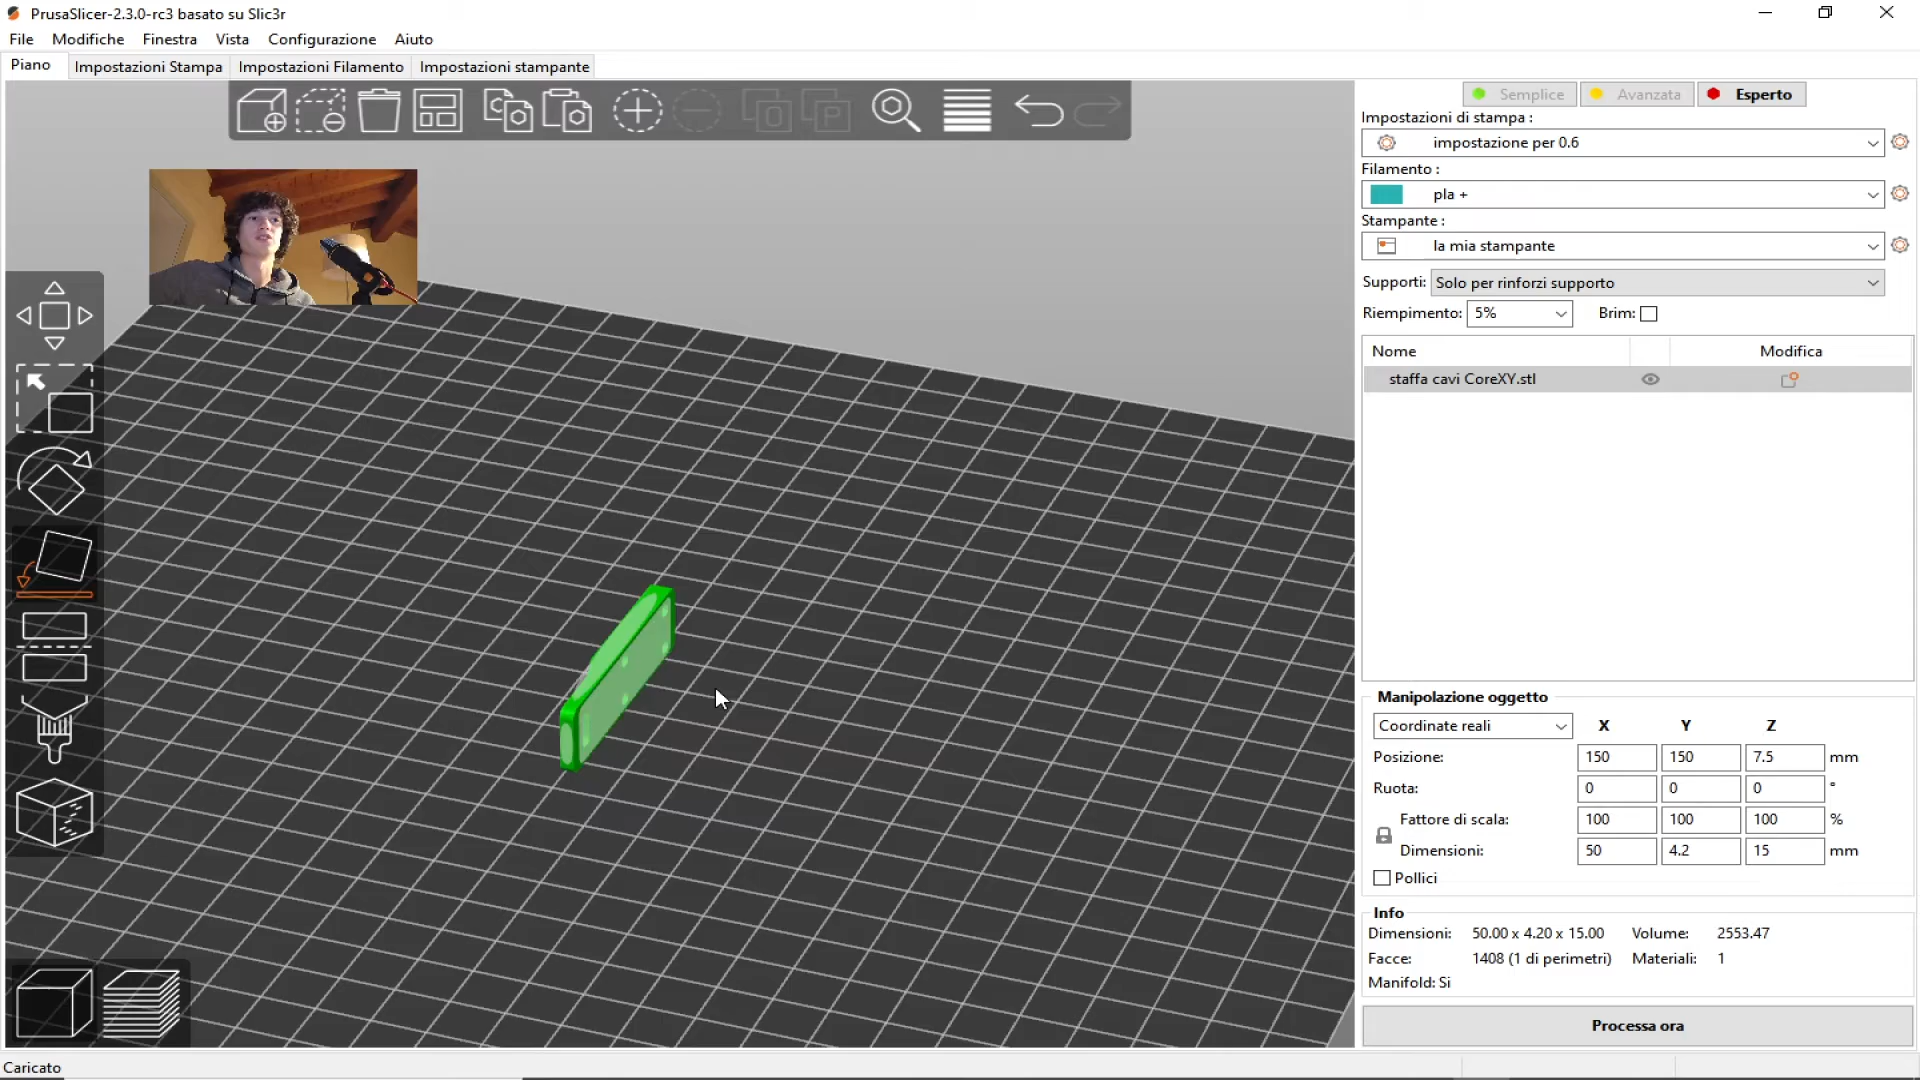 PrusaSlicer-2.3.0-rc3 basato su Slic3r
File Modifiche Finestra Vista Configurazione Aiuto
Piano Impostazioni Stampa Impostazioni Filamento Impostazioni stampante
Semplice Avanzata Esperto
Impostazioni di stampa :
impostazione per 0.6
Filamento :
pla +
Stampante :
la mia stampante
Supporti: Solo per rinforzi supporto
Riempimento: 5% Brim:
Nome Modifica
staffa cavi CoreXY.stl
Manipolazione oggetto
Coordinate reali X Y Z
Posizione: 150 150 7.5 mm
Ruota: 0 0 0 °
Fattore di scala: 100 100 100 %
Dimensioni: 50 4.2 15 mm
Pollici
Info
Dimensioni: 50.00 x 4.20 x 15.00 Volume: 2553.47
Facce: 1408 (1 di perimetri) Materiali: 1
Manifold: Si
Processa ora
Caricato